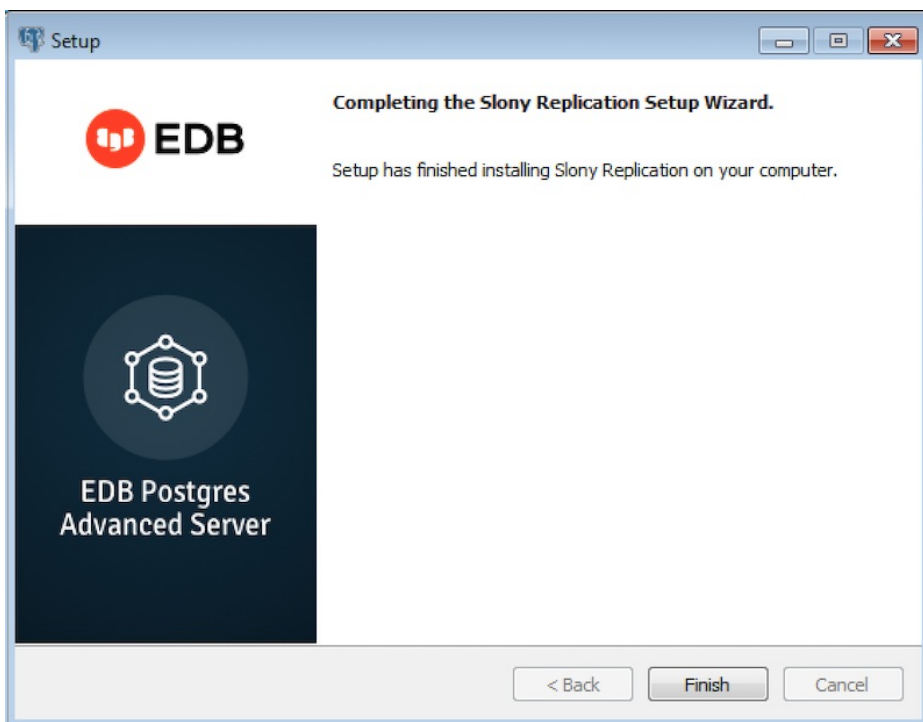 Setup
EDB
Completing the Slony Replication Setup Wizard.
Setup has finished installing Slony Replication on your computer.
EDB Postgres
Advanced Server
< Back
Finish
Cancel